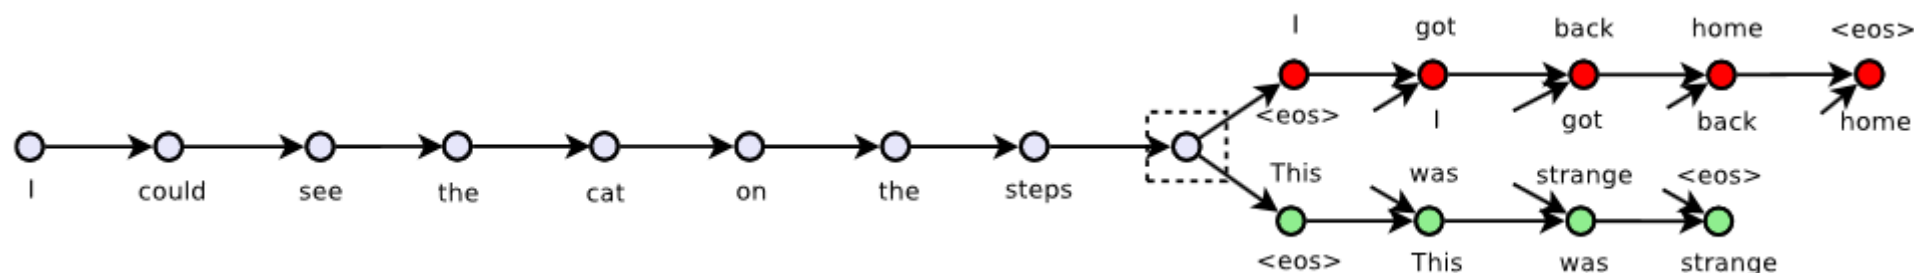 I got back home <eos>
<eos> I got back home
I could see the cat on the steps
This was strange <eos>
<eos> This was strange